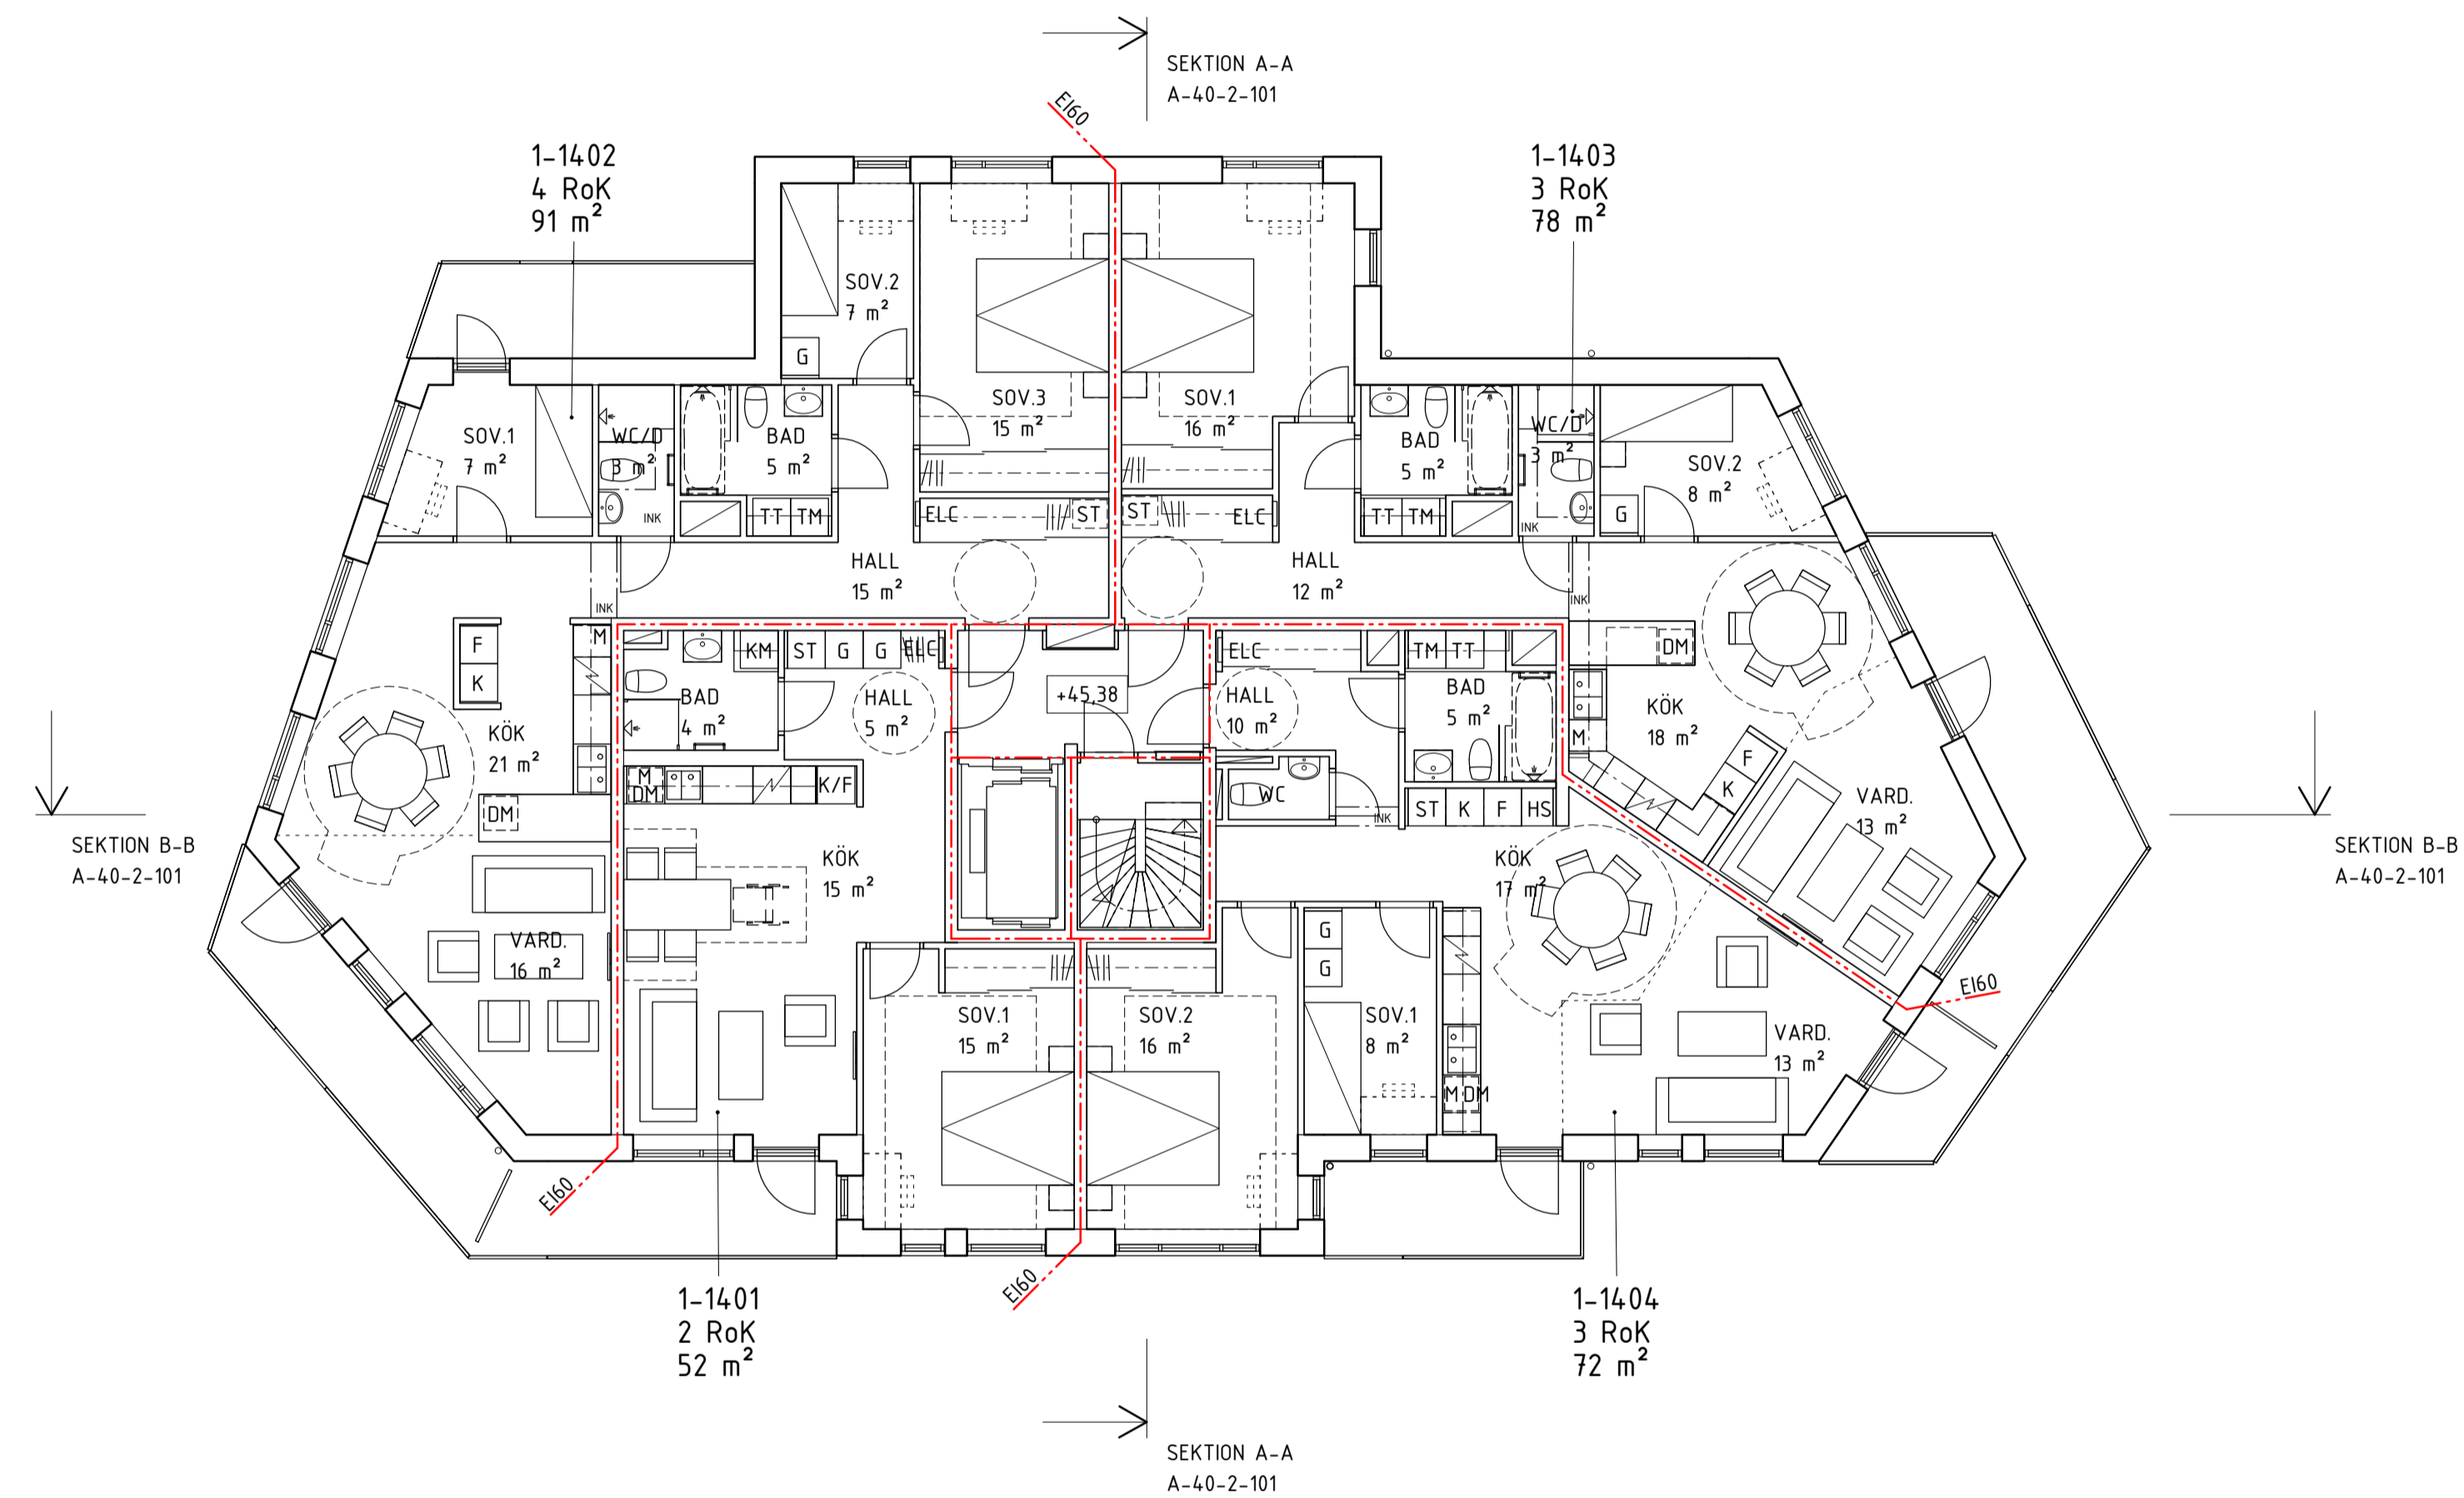 SEKTION A-A
A-40-2-101
EI60
1-1402
4 RoK
91 m²
1-1403
3 RoK
78 m²
SOV.2
7 m²
G
SOV.3
15 m²
SOV.1
16 m²
SOV.1
7 m²
WC/D
3 m²
BAD
5 m²
INK
TT
TM
ELC
ST
ST
ELC
BAD
5 m²
TT
TM
WC/D
3 m²
INK
SOV.2
8 m²
G
HALL
15 m²
HALL
12 m²
INK
INK
F
K
M
KÖK
21 m²
DM
KM
ST
G
G
ELC
BAD
4 m²
HALL
5 m²
+45,38
ELC
HALL
10 m²
TM
TT
BAD
5 m²
WC
INK
ST
K
F
HS
DM
KÖK
18 m²
M
F
K
VARD.
13 m²
M
DM
K/F
KÖK
15 m²
KÖK
17 m²
SEKTION B-B
A-40-2-101
SEKTION B-B
A-40-2-101
VARD.
16 m²
G
G
SOV.1
15 m²
SOV.2
16 m²
SOV.1
8 m²
M
DM
VARD.
13 m²
EI60
EI60
EI60
1-1401
2 RoK
52 m²
1-1404
3 RoK
72 m²
SEKTION A-A
A-40-2-101